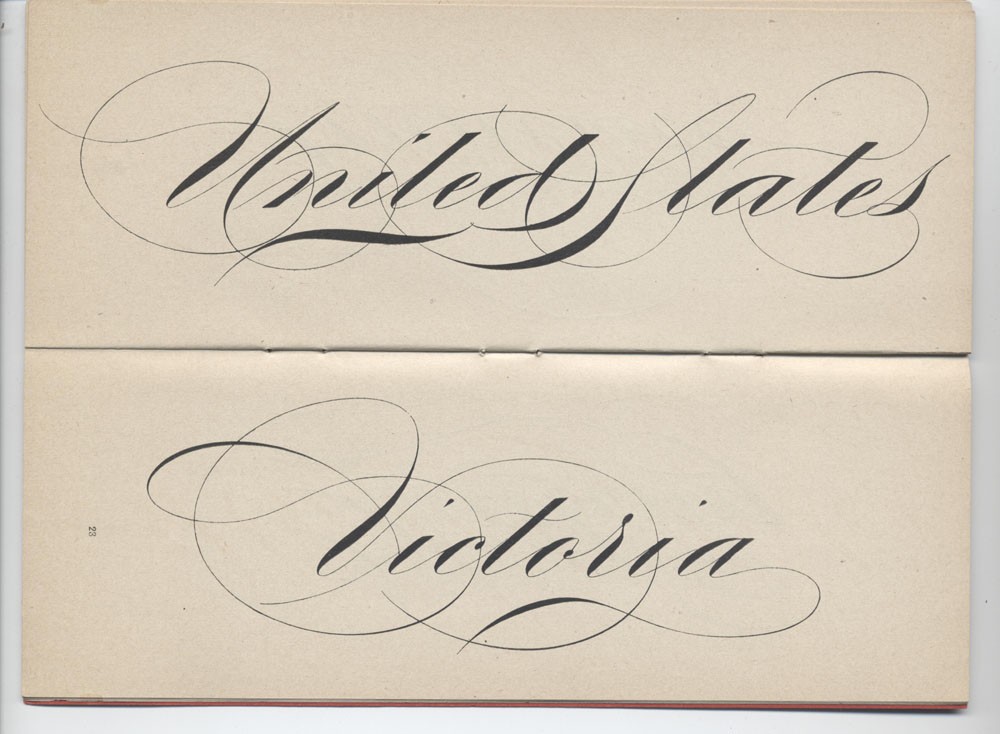 United States
Victoria
23